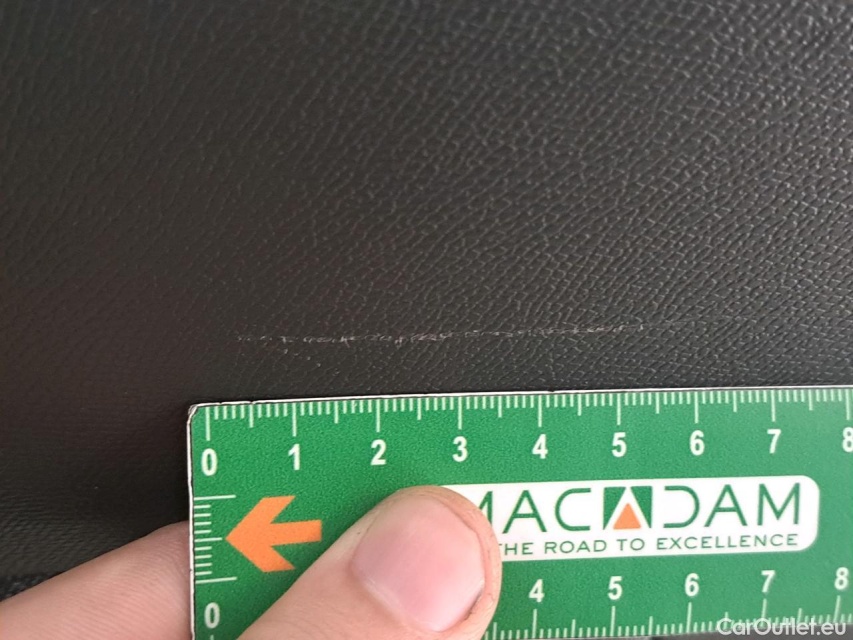 0 1 2 3 4 5 6 7 8
MACADAM
THE ROAD TO EXCELLENCE
0 4 5 6 7 8
CarOutlet.eu